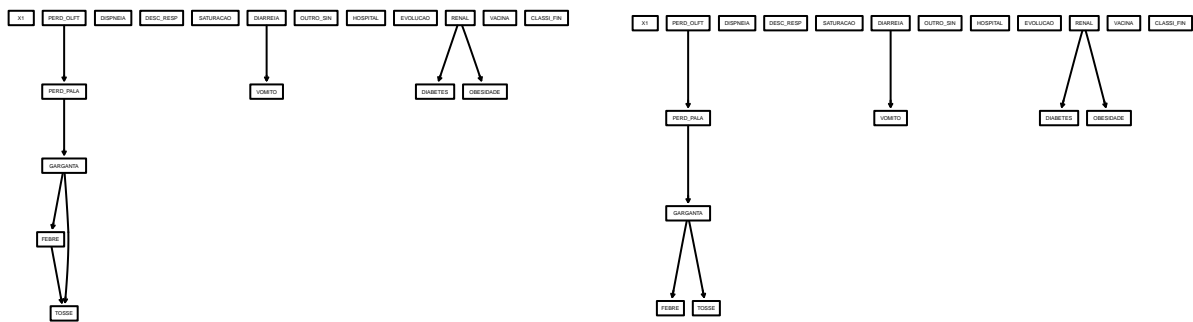 X1 PERD_OLFT DISPNEIA DESC_RESP SATURACAO DIARREIA OUTRO_SIN HOSPITAL EVOLUCAO RENAL VACINA CLASSI_FIN
PERD_PALA VOMITO DIABETES OBESIDADE
GARGANTA
FEBRE
TOSSE
X1 PERD_OLFT DISPNEIA DESC_RESP SATURACAO DIARREIA OUTRO_SIN HOSPITAL EVOLUCAO RENAL VACINA CLASSI_FIN
PERD_PALA VOMITO DIABETES OBESIDADE
GARGANTA
FEBRE TOSSE